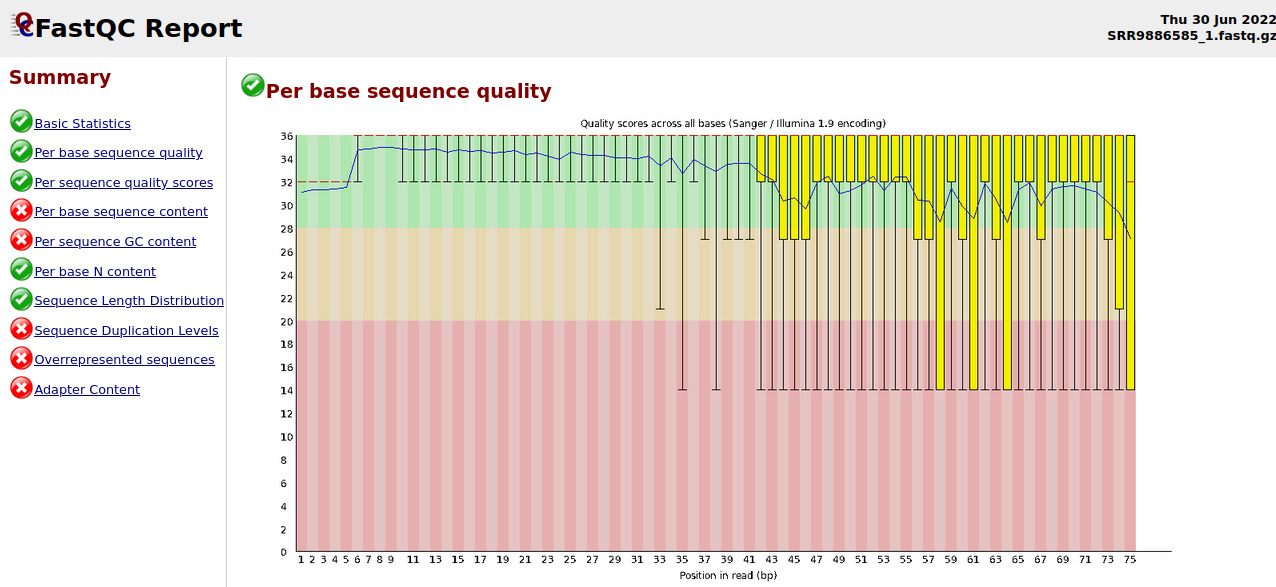 FastQC Report
Thu 30 Jun 2022
SRR9886585_1.fastq.gz
Summary
Basic Statistics
Per base sequence quality
Per sequence quality scores
Per base sequence content
Per sequence GC content
Per base N content
Sequence Length Distribution
Sequence Duplication Levels
Overrepresented sequences
Adapter Content
Per base sequence quality
Quality scores across all bases (Sanger / Illumina 1.9 encoding)
36
34
32
30
28
26
24
22
20
18
16
14
12
10
8
6
4
2
0
1 2 3 4 5 6 7 8 9 11 13 15 17 19 21 23 25 27 29 31 33 35 37 39 41 43 45 47 49 51 53 55 57 59 61 63 65 67 69 71 73 75
Position in read (bp)